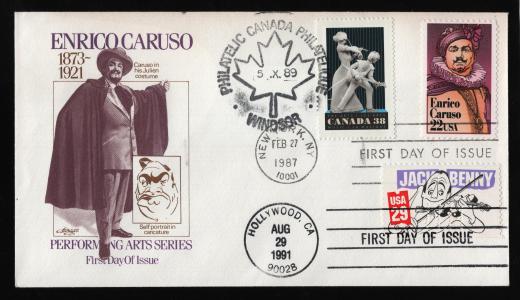 ENRICO CARUSO
1873-
1921
Caruso in
his Julien
costume
Self portrait in
caricature
PERFORMING ARTS SERIES
First Day Of Issue
PHILATELIC CANADA PHILATELIQUE
5 .X. 89
WINDSOR
NEW YORK, NY
FEB 27
1987
10001
HOLLYWOOD, CA
AUG
29
1991
90028
CANADA 38
Enrico
Caruso
22USA
FIRST DAY OF ISSUE
JACK BENNY
USA
29
FIRST DAY OF ISSUE